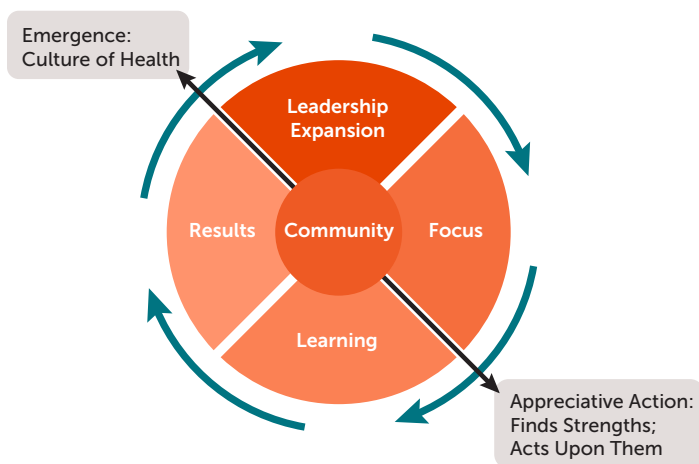 Emergence:
Culture of Health
Leadership
Expansion
Results
Community
Focus
Learning
Appreciative Action:
Finds Strengths;
Acts Upon Them